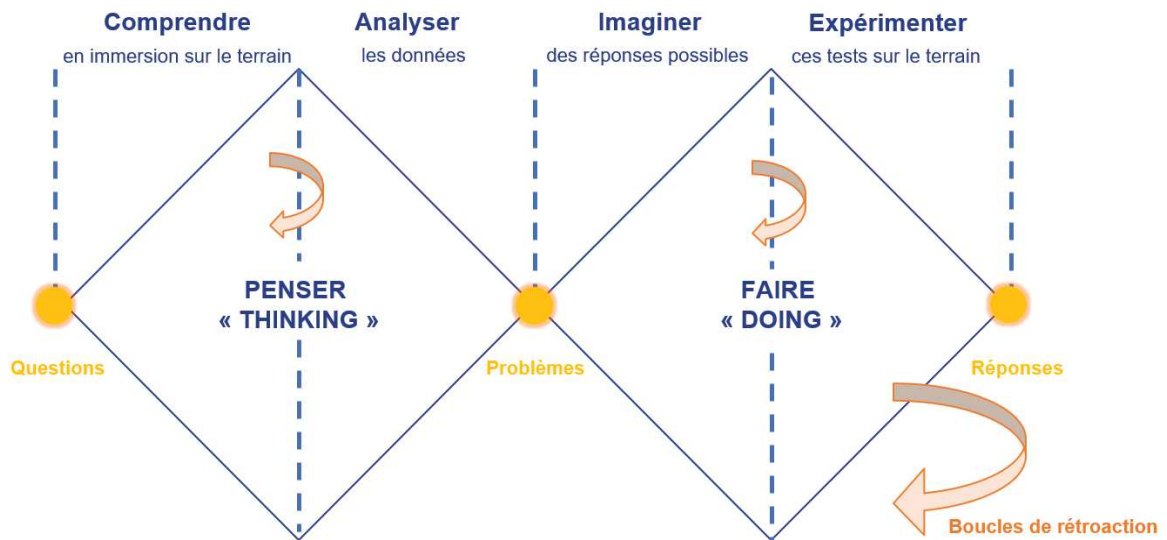 Comprendre
en immersion sur le terrain
Analyser
les données
Imaginer
des réponses possibles
Expérimenter
ces tests sur le terrain
PENSER
« THINKING »
FAIRE
« DOING »
Questions
Problèmes
Réponses
Boucles de rétroaction